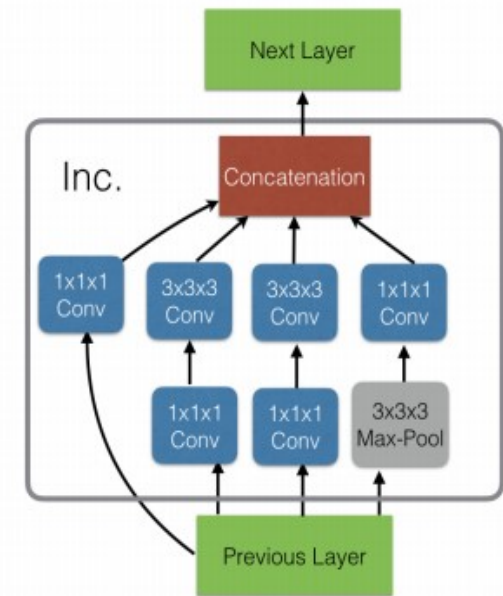 Next Layer
Inc.
Concatenation
1x1x1
Conv
3x3x3
Conv
3x3x3
Conv
1x1x1
Conv
1x1x1
Conv
1x1x1
Conv
3x3x3
Max-Pool
Previous Layer